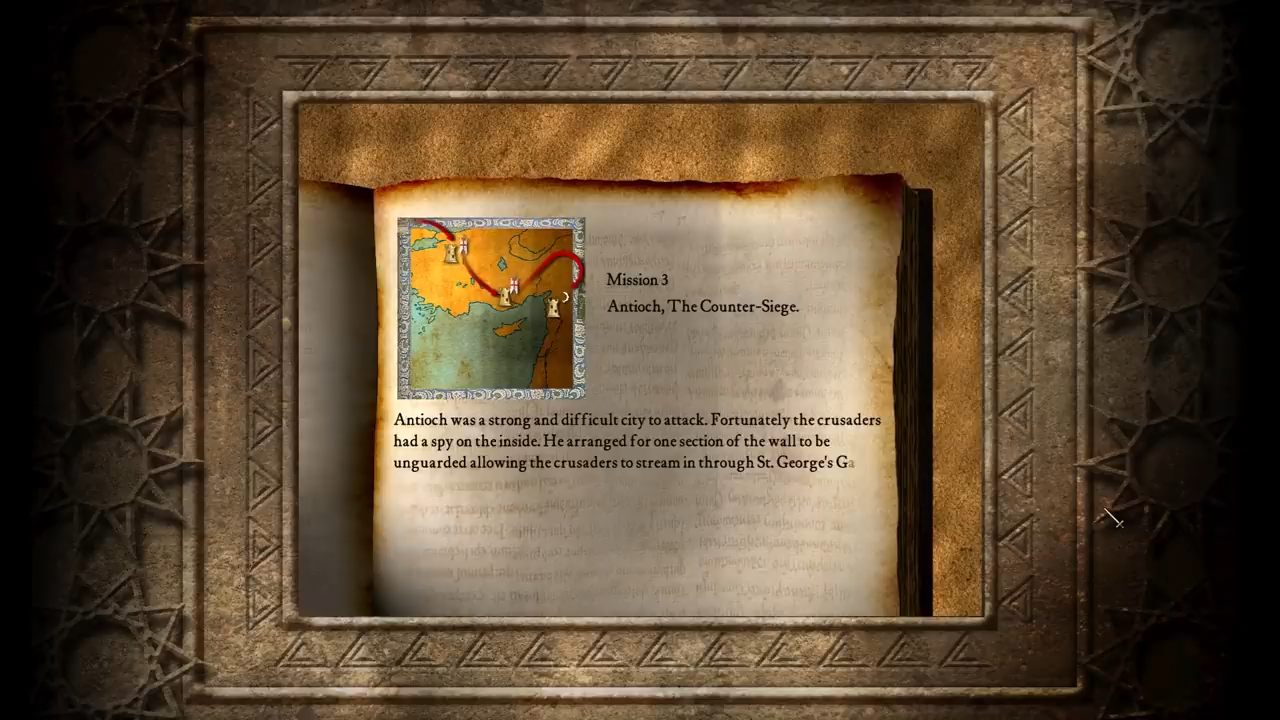 Mission 3
Antioch, The Counter-Siege.
Antioch was a strong and difficult city to attack. Fortunately the crusaders
had a spy on the inside. He arranged for one section of the wall to be
unguarded allowing the crusaders to stream in through St. George's Ga